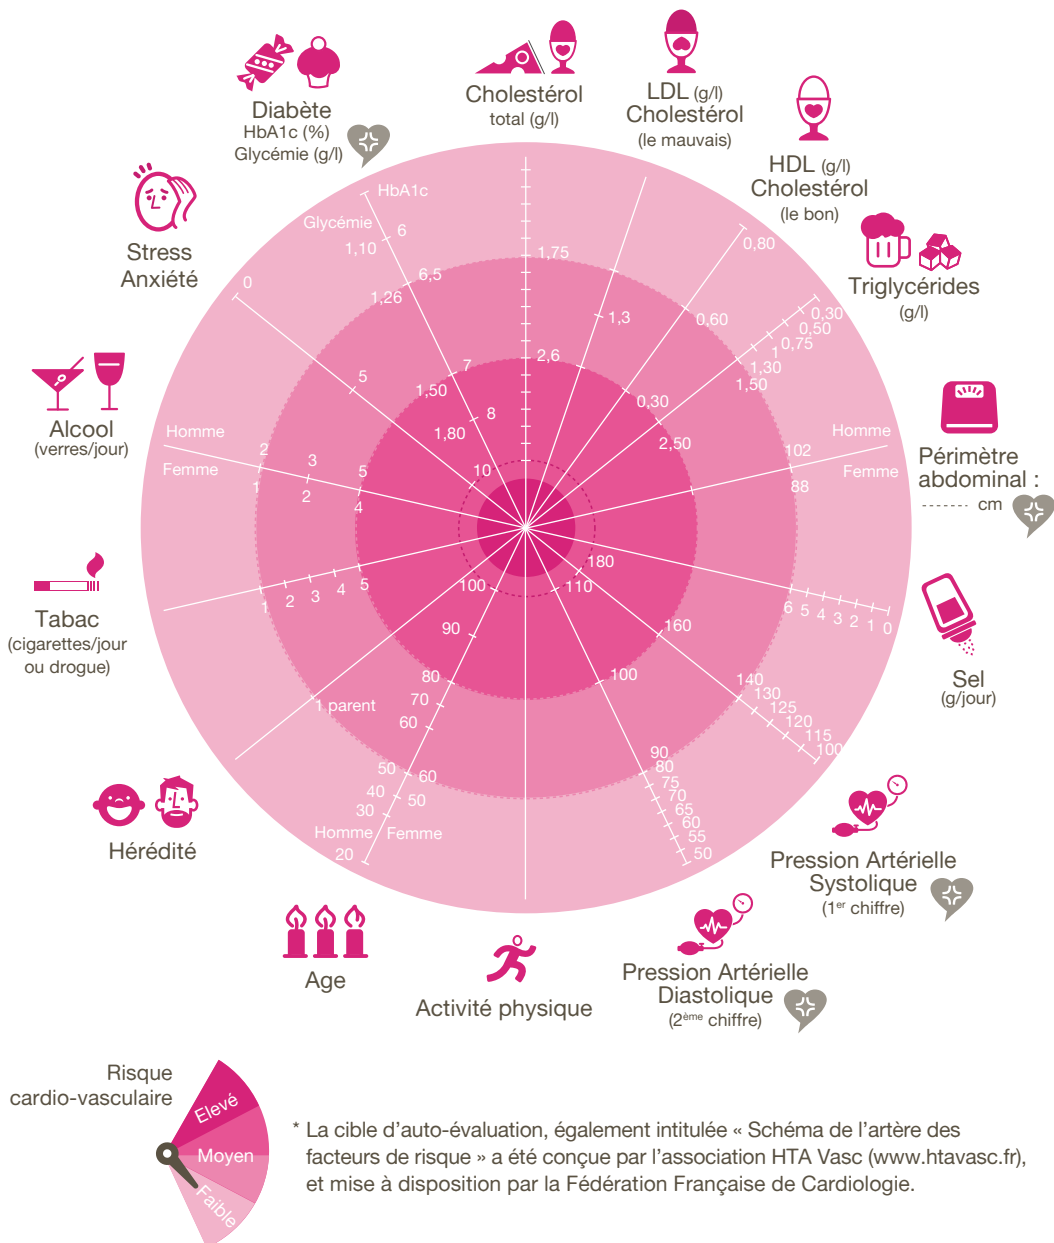 Diabète
HbA1c (%)
Glycémie (g/l)
Cholestérol
total (g/l)
LDL (g/l)
Cholestérol
(le mauvais)
HDL (g/l)
Cholestérol
(le bon)
Triglycérides
(g/l)
Périmètre
abdominal :
cm
Sel
(g/jour)
Pression Artérielle
Systolique
(1er chiffre)
Pression Artérielle
Diastolique
(2ème chiffre)
Activité physique
Age
Hérédité
Tabac
(cigarettes/jour
ou drogue)
Alcool
(verres/jour)
Stress
Anxiété
HbA1c
Glycémie
6
1,10
6,5
1,26
7
1,50
8
1,80
1,75
2,6
1,3
0,80
0,60
0,30
0,30
0,50
0,75
1
1,30
1,50
2,50
Homme
102
Femme
88
6 5 4 3 2 1 0
180
160
140
130
125
120
115
100
110
100
90
80
75
70
65
60
55
50
100
90
80
70
60
50
60
40
50
30
Homme
Femme
20
1 parent
1 2 3 4 5
Homme
2 3 5
Femme
1 2 4
0
5
10
Risque
cardio-vasculaire
Elevé
Moyen
Faible
* La cible d'auto-évaluation, également intitulée « Schéma de l'artère des
facteurs de risque » a été conçue par l'association HTA Vasc (www.htavasc.fr),
et mise à disposition par la Fédération Française de Cardiologie.